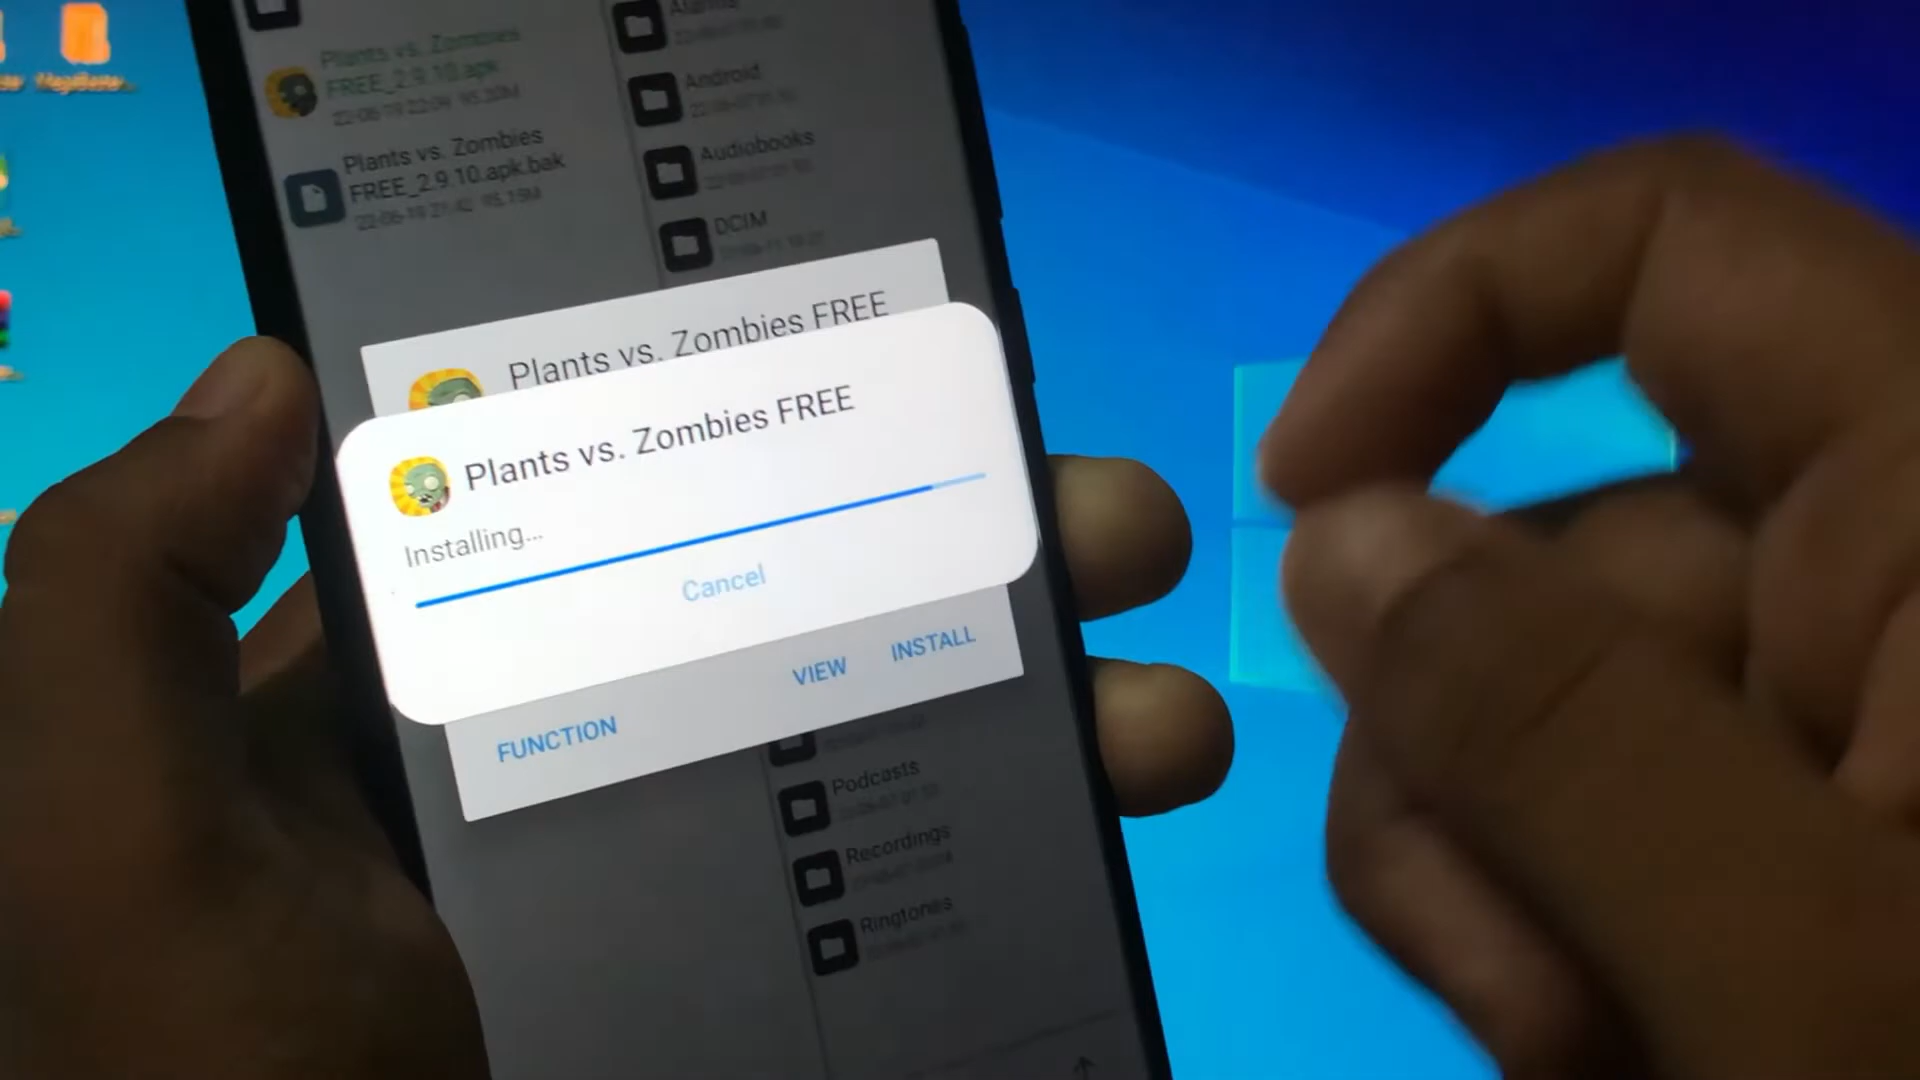 Plants vs. Zombies
FREE_2.9.10.apk
Plants vs. Zombies
FREE_2.9.10.apk.bak
Android
Audiobooks
DCIM
Plants vs. Zombies FREE
Plants vs. Zombies FREE
Installing...
Cancel
FUNCTION
VIEW
INSTALL
Podcasts
Recordings
Ringtones